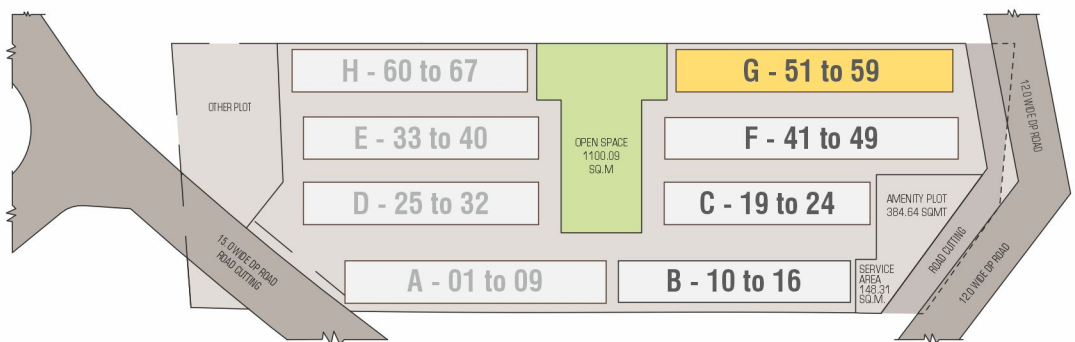 H - 60 to 67
G - 51 to 59
OTHER PLOT
12.0 WIDE DP ROAD
E - 33 to 40
OPEN SPACE
1100.09
SQ.M
F - 41 to 49
D - 25 to 32
C - 19 to 24
AMENITY PLOT
384.64 SQMT
15.0 WIDE DP ROAD
ROAD CUTTING
ROAD CUTTING
12.0 WIDE DP ROAD
A - 01 to 09
B - 10 to 16
SERVICE
AREA
148.31
SQ.M.